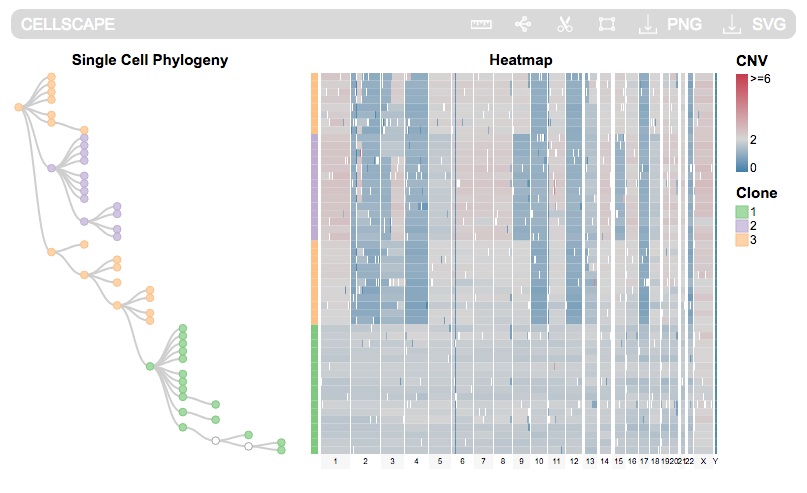 CELLSCAPE PNG SVG
Single Cell Phylogeny Heatmap
CNV
>=6
2
0
Clone
1
2
3
1 2 3 4 5 6 7 8 9 10 11 12 13 14 15 16 17 18 19 20 21 22 X Y